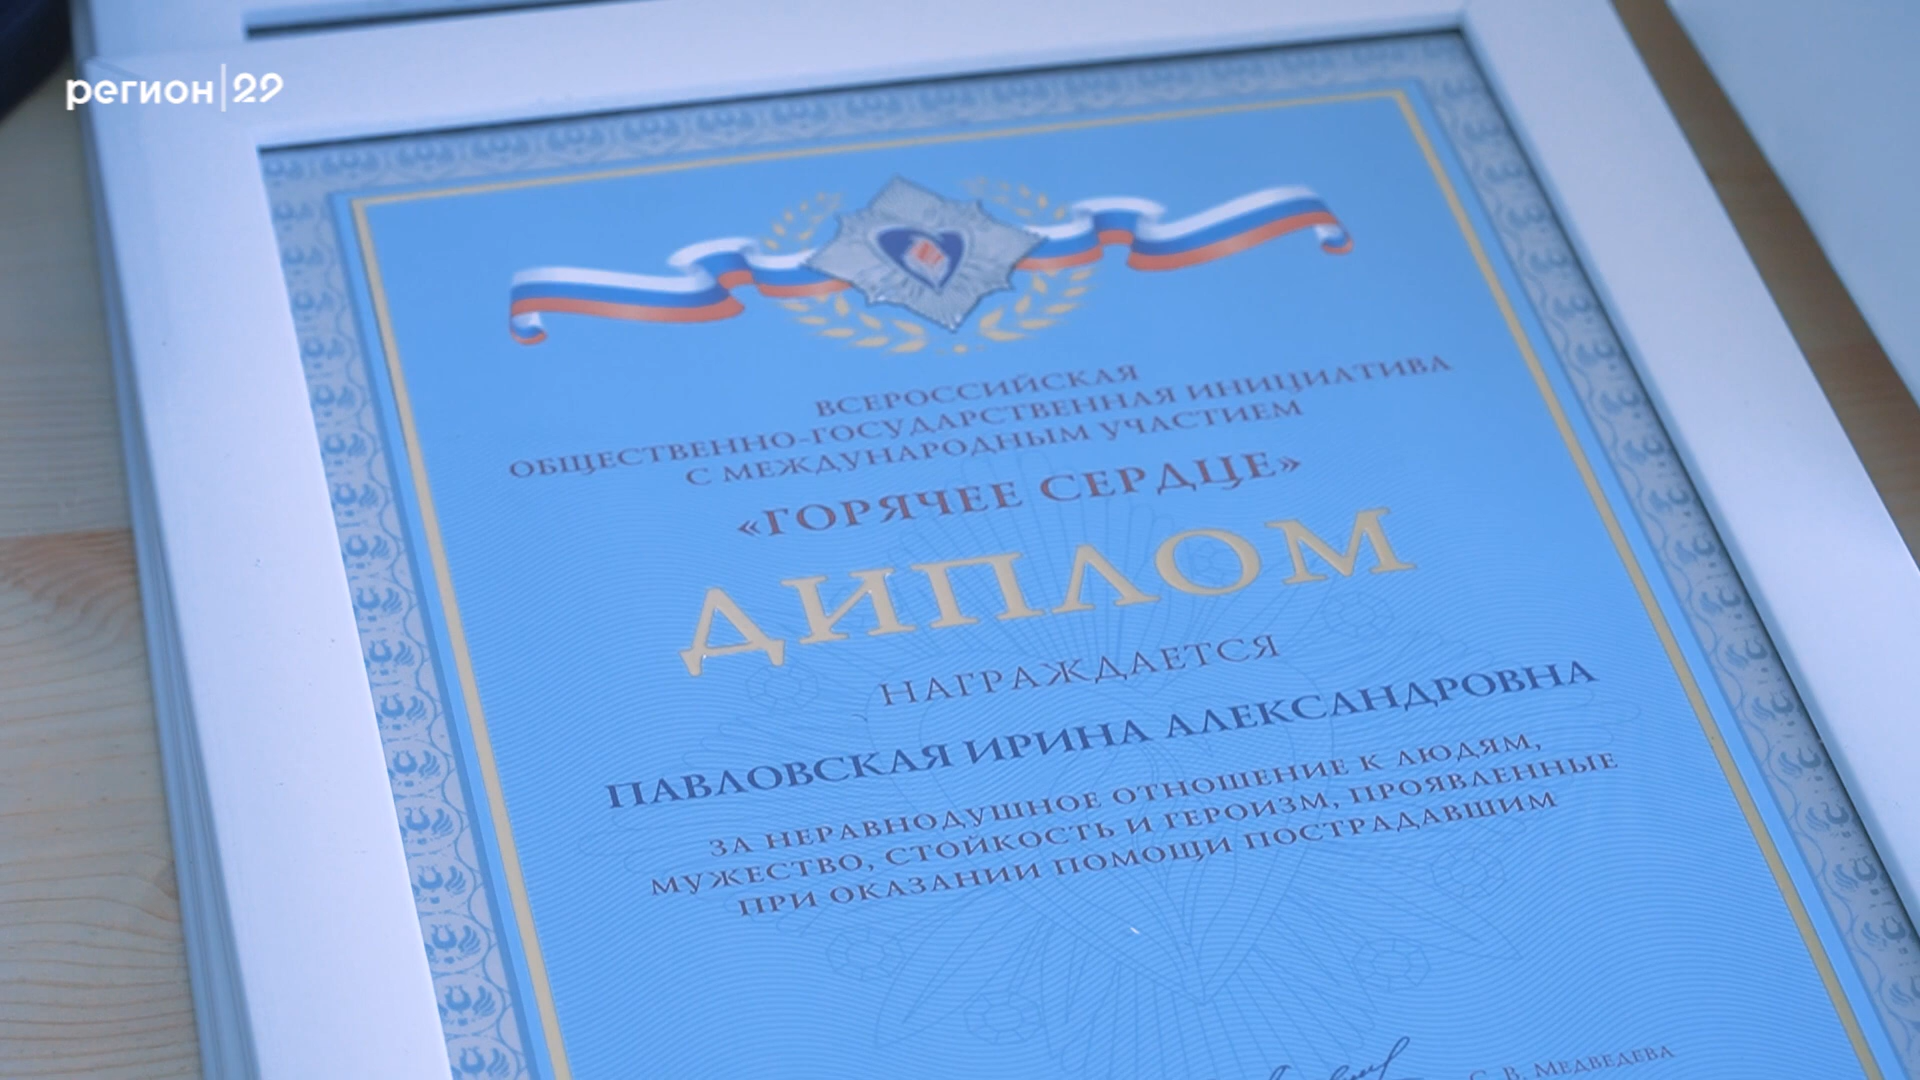 регион|29
ВСЕРОССИЙСКАЯ
ОБЩЕСТВЕННО-ГОСУДАРСТВЕННАЯ ИНИЦИАТИВА
С МЕЖДУНАРОДНЫМ УЧАСТИЕМ
«ГОРЯЧЕЕ СЕРДЦЕ»
ДИПЛОМ
НАГРАЖДАЕТСЯ
ПАВЛОВСКАЯ ИРИНА АЛЕКСАНДРОВНА
ЗА НЕРАВНОДУШНОЕ ОТНОШЕНИЕ К ЛЮДЯМ,
МУЖЕСТВО, СТОЙКОСТЬ И ГЕРОИЗМ, ПРОЯВЛЕННЫЕ
ПРИ ОКАЗАНИИ ПОМОЩИ ПОСТРАДАВШИМ
С. В. МЕДВЕДЕВА